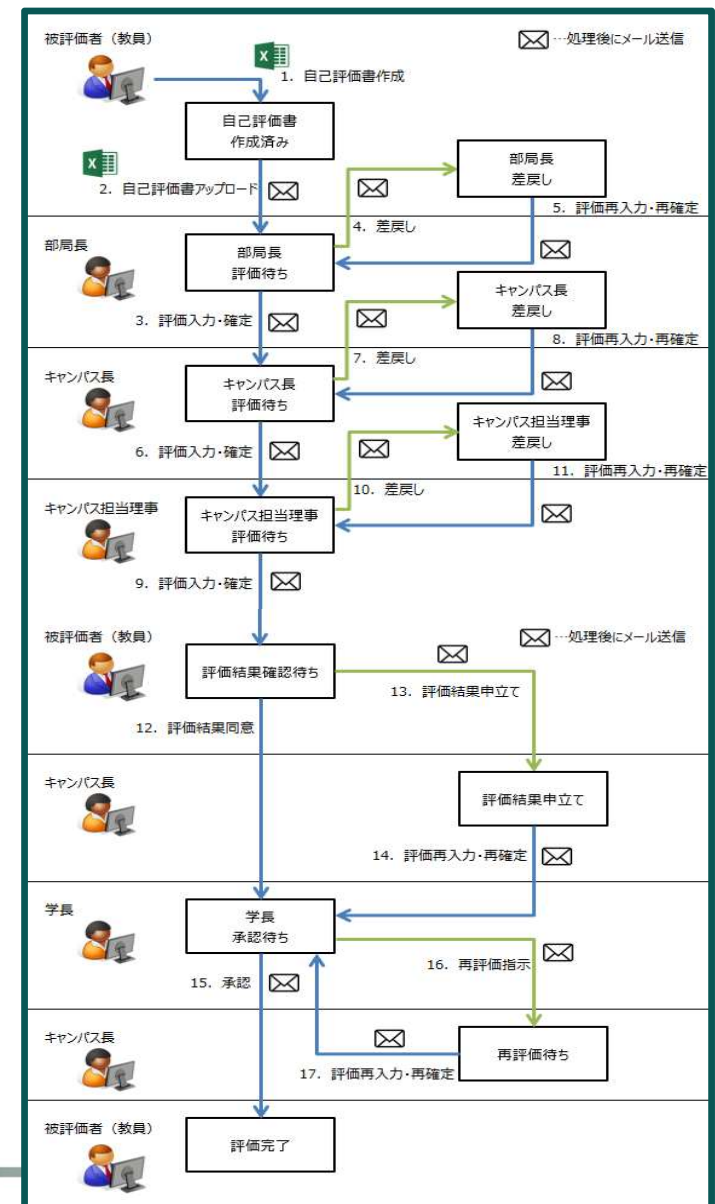 被評価者（教員）
…処理後にメール送信
1．自己評価書作成
自己評価書
作成済み
2．自己評価書アップロード
部局長
差戻し
4．差戻し
5．評価再入力・再確定
部局長
部局長
評価待ち
3．評価入力・確定
キャンパス長
差戻し
7．差戻し
8．評価再入力・再確定
キャンパス長
キャンパス長
評価待ち
6．評価入力・確定
キャンパス担当理事
差戻し
10．差戻し
11．評価再入力・再確定
キャンパス担当理事
キャンパス担当理事
評価待ち
9．評価入力・確定
被評価者（教員）
…処理後にメール送信
評価結果確認待ち
13．評価結果申立て
12．評価結果同意
キャンパス長
評価結果申立て
14．評価再入力・再確定
学長
学長
承認待ち
16．再評価指示
15．承認
キャンパス長
再評価待ち
17．評価再入力・再確定
被評価者（教員）
評価完了